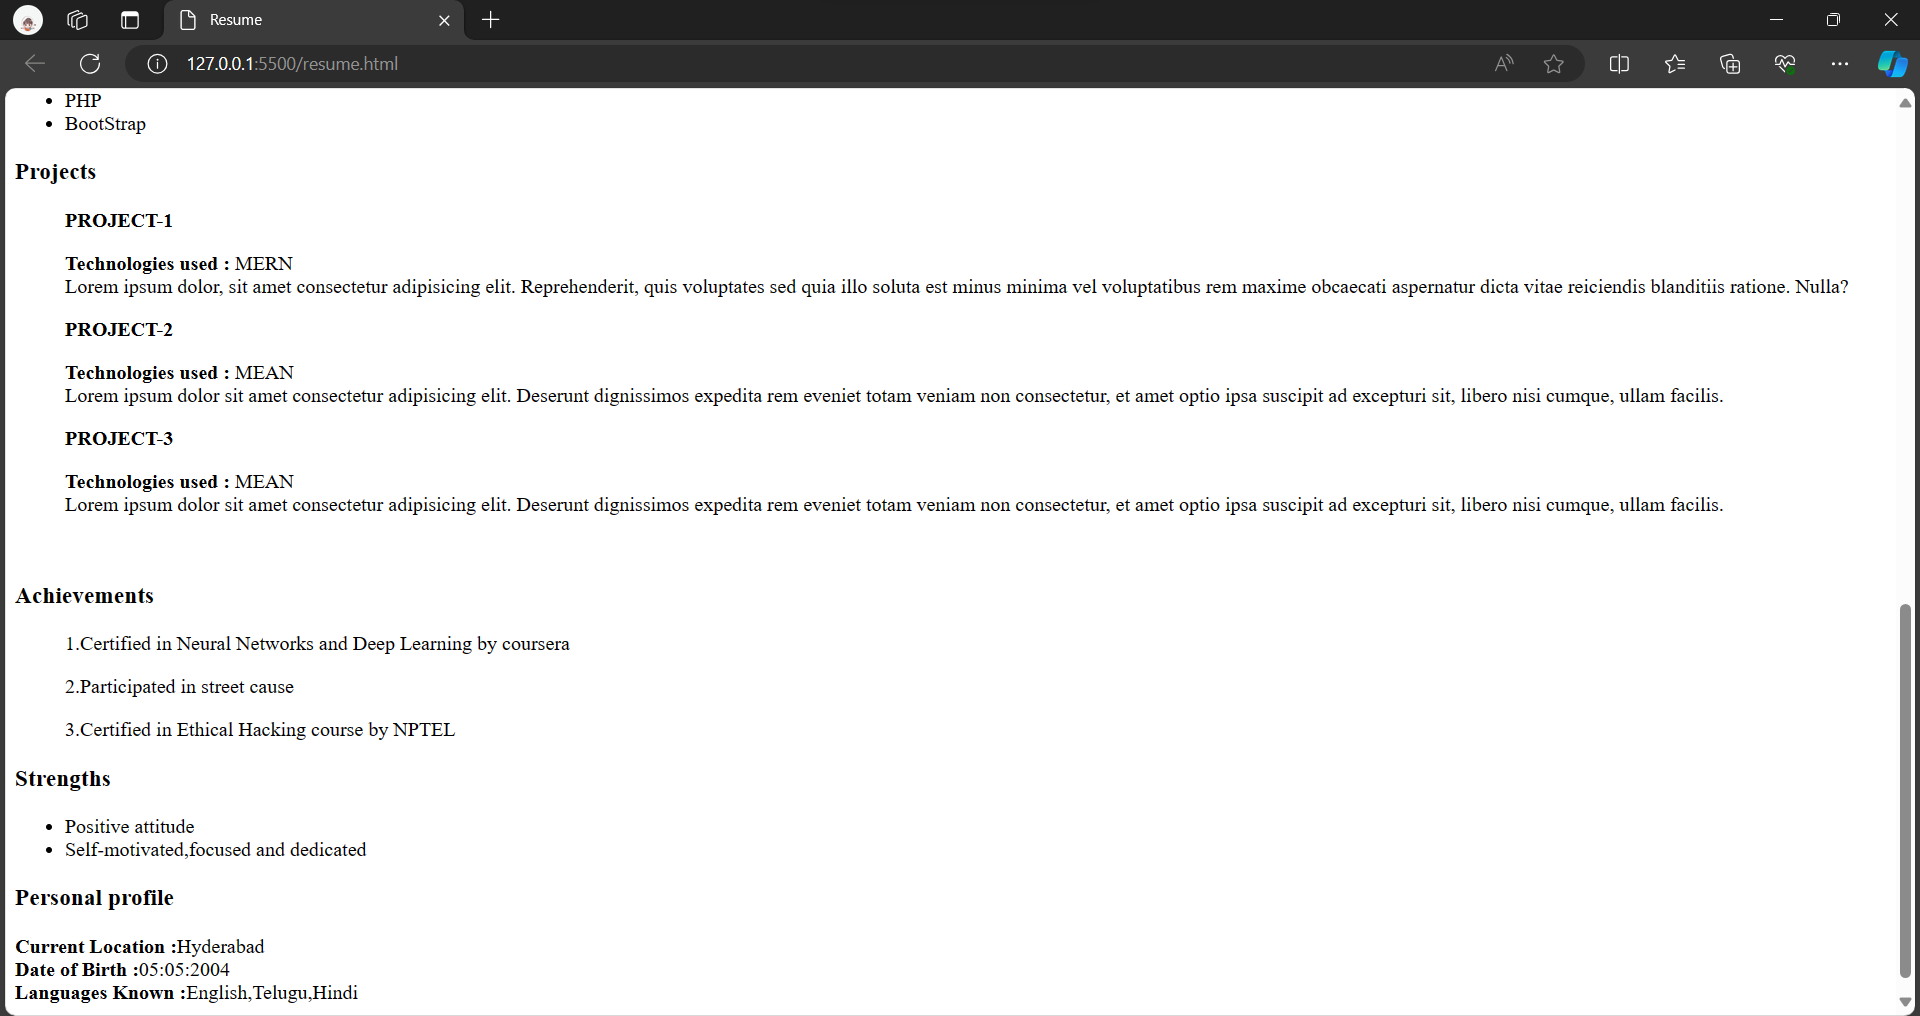 Resume
127.0.0.1:5500/resume.html
PHP
BootStrap
Projects
PROJECT-1
Technologies used : MERN
Lorem ipsum dolor, sit amet consectetur adipisicing elit. Reprehenderit, quis voluptates sed quia illo soluta est minus minima vel voluptatibus rem maxime obcaecati aspernatur dicta vitae reiciendis blanditiis ratione. Nulla?
PROJECT-2
Technologies used : MEAN
Lorem ipsum dolor sit amet consectetur adipisicing elit. Deserunt dignissimos expedita rem eveniet totam veniam non consectetur, et amet optio ipsa suscipit ad excepturi sit, libero nisi cumque, ullam facilis.
PROJECT-3
Technologies used : MEAN
Lorem ipsum dolor sit amet consectetur adipisicing elit. Deserunt dignissimos expedita rem eveniet totam veniam non consectetur, et amet optio ipsa suscipit ad excepturi sit, libero nisi cumque, ullam facilis.
Achievements
1.Certified in Neural Networks and Deep Learning by coursera
2.Participated in street cause
3.Certified in Ethical Hacking course by NPTEL
Strengths
Positive attitude
Self-motivated,focused and dedicated
Personal profile
Current Location :Hyderabad
Date of Birth :05:05:2004
Languages Known :English,Telugu,Hindi